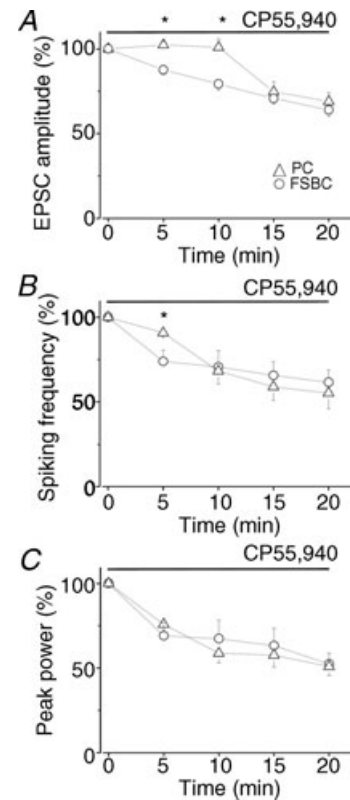 A
* *
CP55,940
EPSC amplitude (%)
100
50
0
△ PC
○ FSBC
0 5 10 15 20
Time (min)
B
CP55,940
*
Spiking frequency (%)
100
50
0
0 5 10 15 20
Time (min)
C
CP55,940
Peak power (%)
100
50
0
0 5 10 15 20
Time (min)